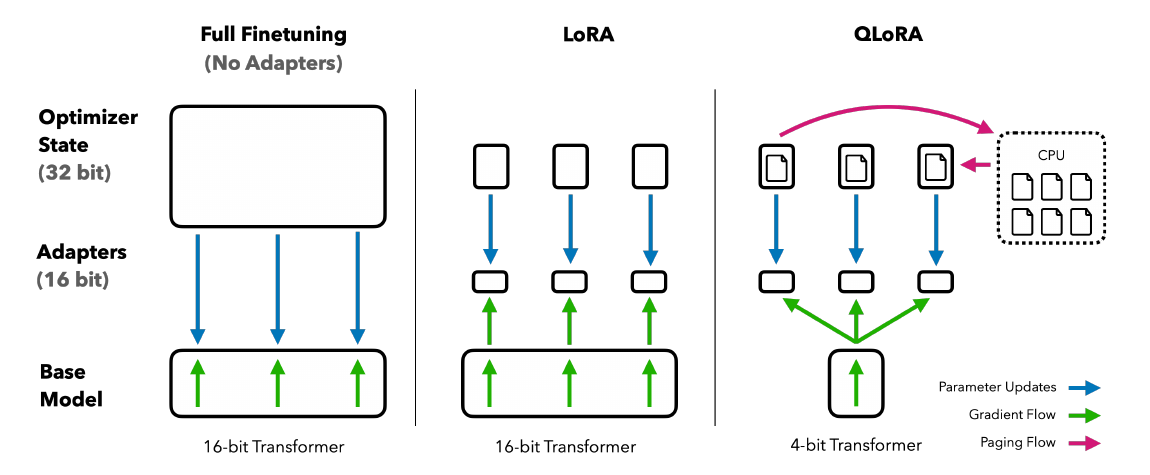 Full Finetuning
(No Adapters)
LoRA
QLoRA
Optimizer
State
(32 bit)
CPU
Adapters
(16 bit)
Base
Model
Parameter Updates
Gradient Flow
Paging Flow
16-bit Transformer
16-bit Transformer
4-bit Transformer